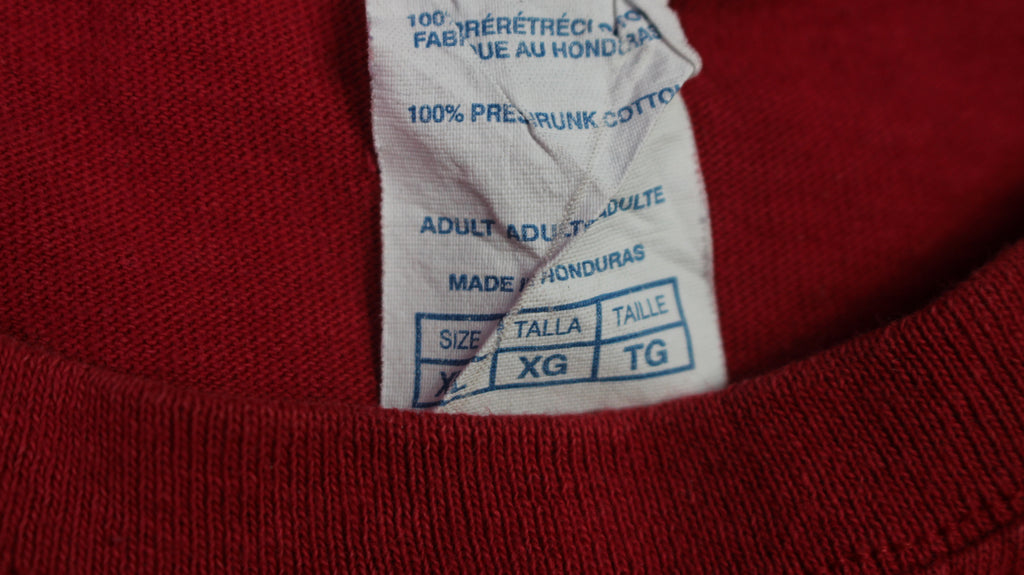 100% PRÉRÉTRÉCI
FABRIQUE AU HONDURAS
100% PRESHRUNK COTTON
ADULT ADULTO ADULTE
MADE IN HONDURAS
SIZE TALLA TAILLE
XL XG TG